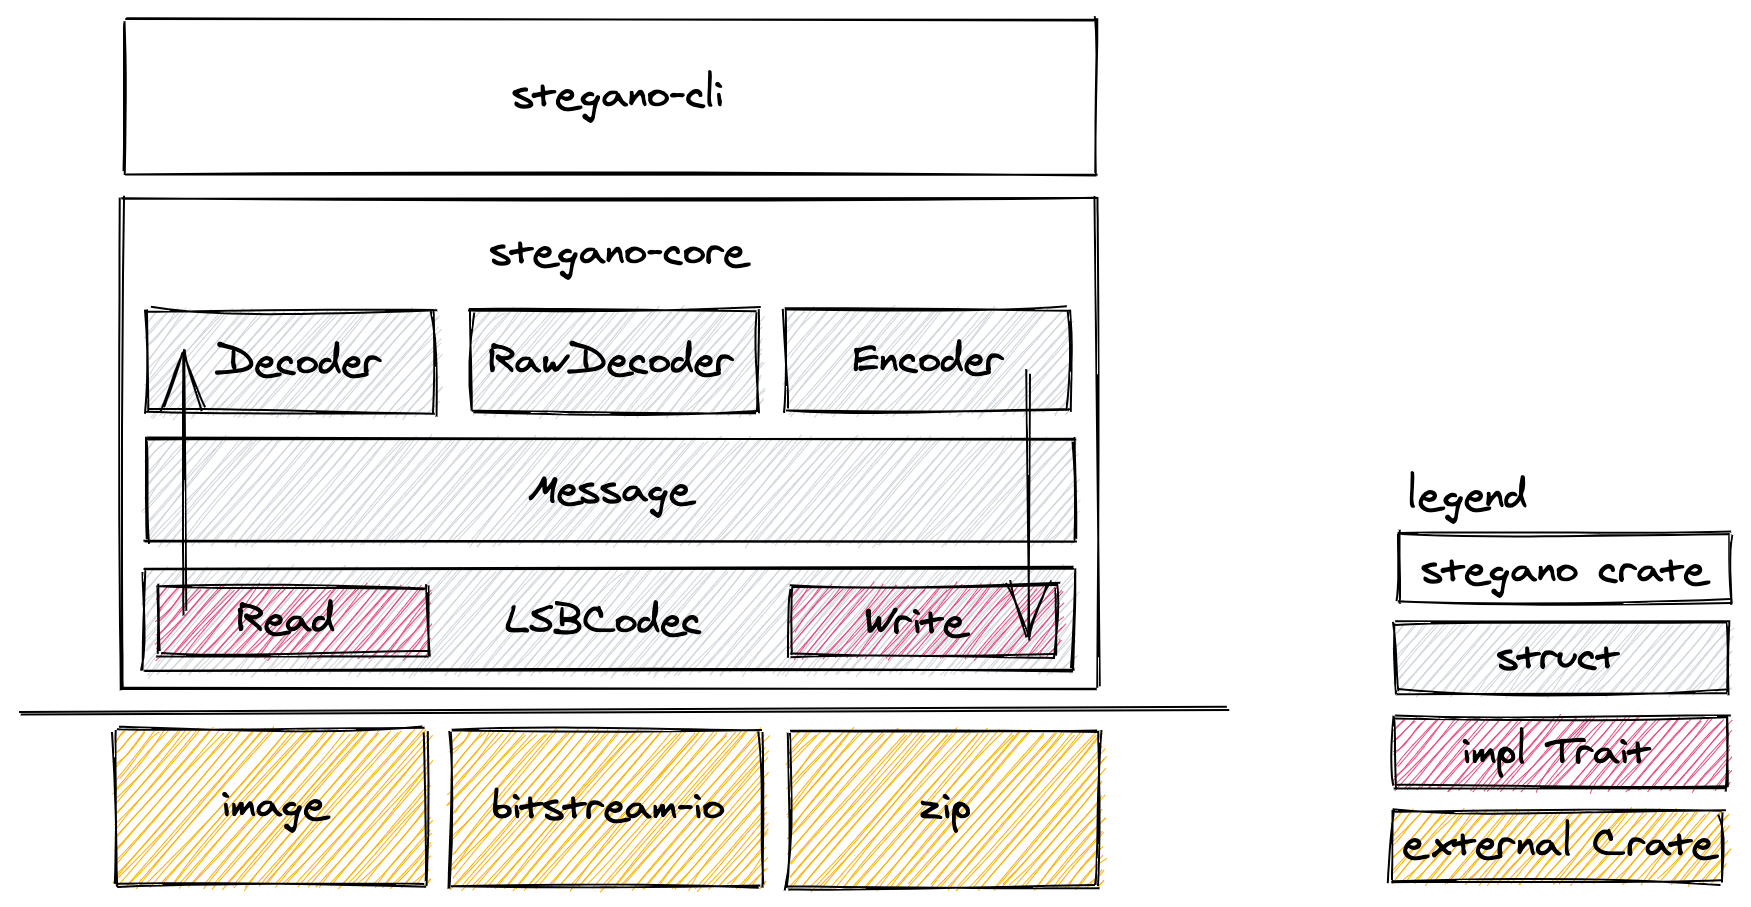 stegano-cli
stegano-core
Decoder
RawDecoder
Encoder
Message
Read
LSBCodec
Write
image
bitstream-io
zip
legend
stegano crate
struct
impl Trait
external Crate